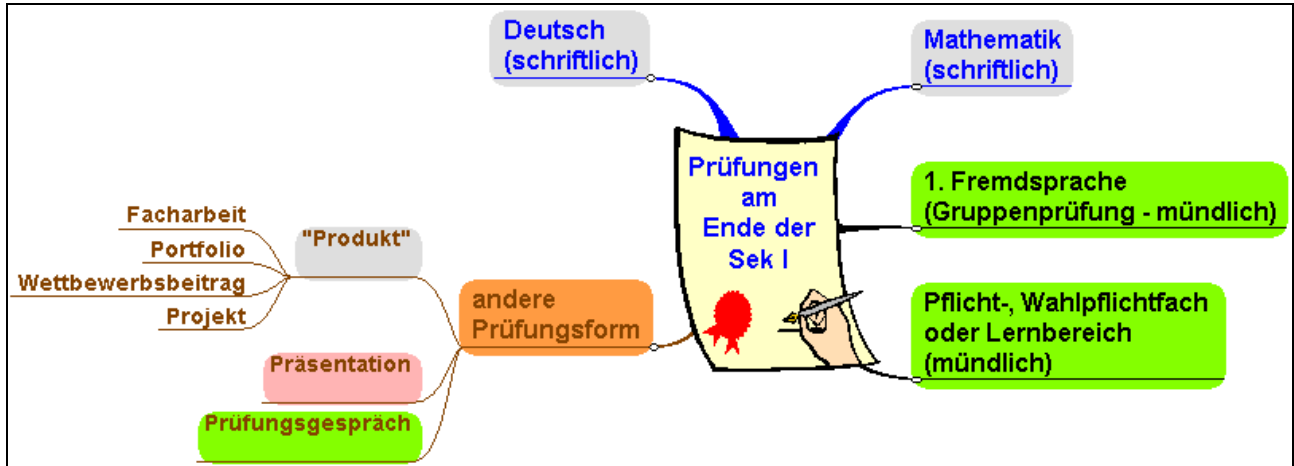 Deutsch
(schriftlich)
Mathematik
(schriftlich)
Prüfungen
am
Ende der
Sek I
1. Fremdsprache
(Gruppenprüfung - mündlich)
Pflicht-, Wahlpflichtfach
oder Lernbereich
(mündlich)
andere
Prüfungsform
"Produkt"
Facharbeit
Portfolio
Wettbewerbsbeitrag
Projekt
Präsentation
Prüfungsgespräch